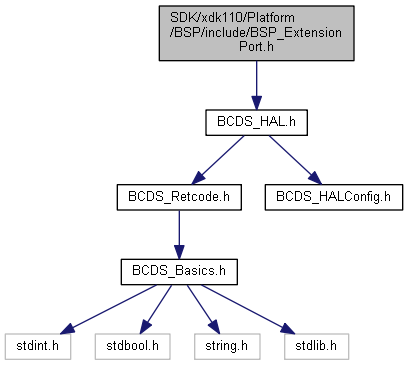 SDK/xdk110/Platform
/BSP/include/BSP_Extension
Port.h
BCDS_HAL.h
BCDS_Retcode.h
BCDS_HALConfig.h
BCDS_Basics.h
stdint.h
stdbool.h
string.h
stdlib.h